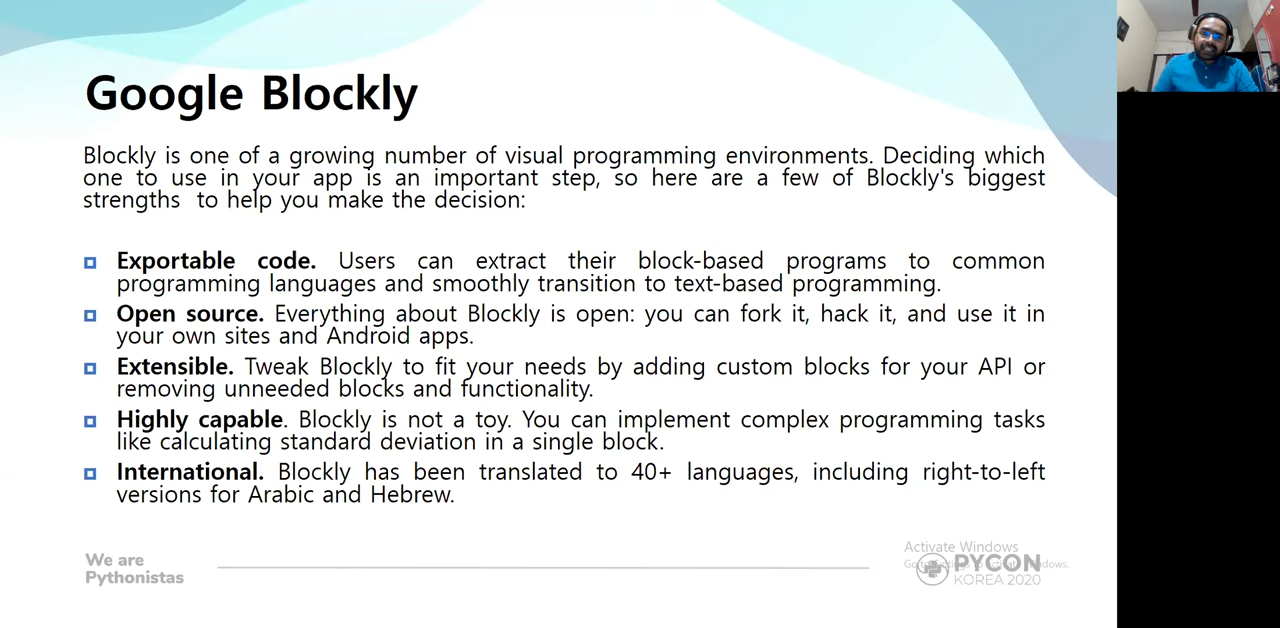 Google Blockly
Blockly is one of a growing number of visual programming environments. Deciding which
one to use in your app is an important step, so here are a few of Blockly's biggest
strengths to help you make the decision:
Exportable code. Users can extract their block-based programs to common
programming languages and smoothly transition to text-based programming.
Open source. Everything about Blockly is open: you can fork it, hack it, and use it in
your own sites and Android apps.
Extensible. Tweak Blockly to fit your needs by adding custom blocks for your API or
removing unneeded blocks and functionality.
Highly capable. Blockly is not a toy. You can implement complex programming tasks
like calculating standard deviation in a single block.
International. Blockly has been translated to 40+ languages, including right-to-left
versions for Arabic and Hebrew.
We are
Pythonistas
Activate Windows
PYCON
KOREA 2020